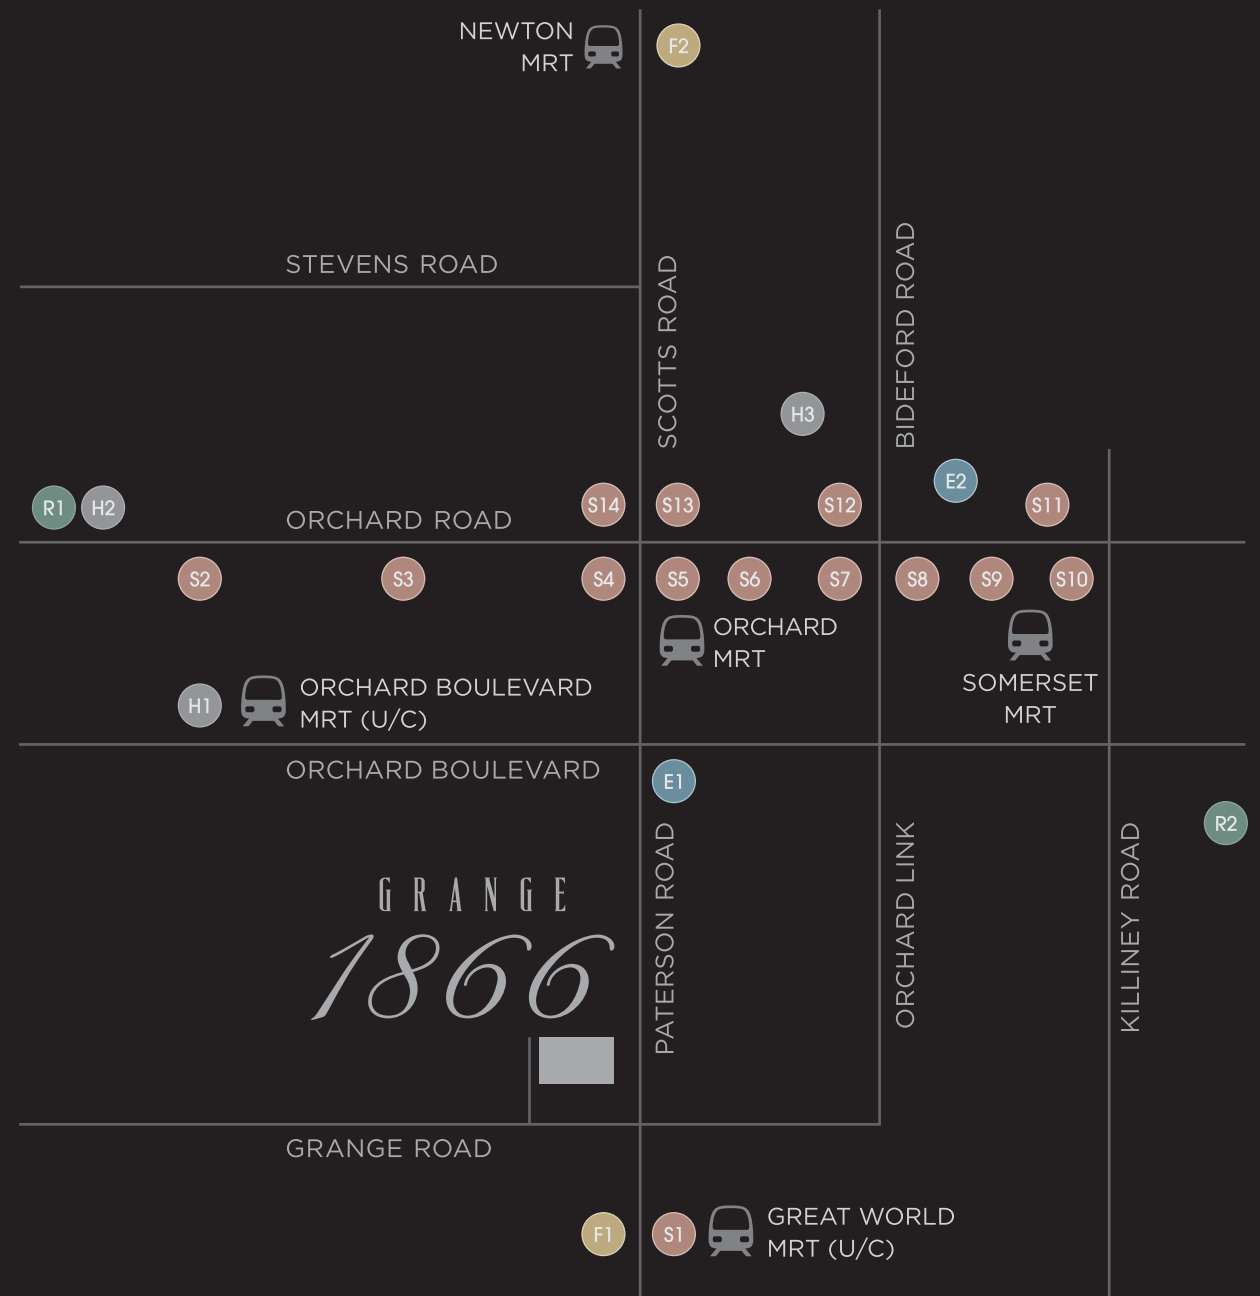 NEWTON
MRT
F2
STEVENS ROAD
SCOTTS ROAD
BIDEFORD ROAD
H3
E2
R1
H2
ORCHARD ROAD
S14
S13
S12
S11
S2
S3
S4
S5
S6
S7
S8
S9
S10
ORCHARD
MRT
SOMERSET
MRT
H1
ORCHARD BOULEVARD
MRT (U/C)
ORCHARD BOULEVARD
E1
R2
PATERSON ROAD
ORCHARD LINK
KILLINEY ROAD
GRANGE
1866
GRANGE ROAD
F1
S1
GREAT WORLD
MRT (U/C)